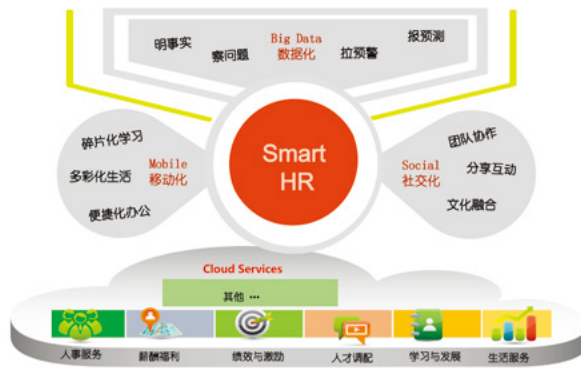 明事实
察问题
Big Data
数据化
拉预警
报预测
碎片化学习
多彩化生活
便捷化办公
Mobile
移动化
Smart
HR
Social
社交化
团队协作
分享互动
文化融合
Cloud Services
其他 ...
人事服务
薪酬福利
绩效与激励
人才调配
学习与发展
生活服务